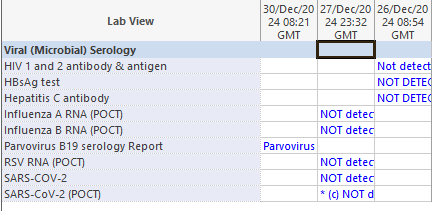 Lab View 30/Dec/20 24 08:21 GMT 27/Dec/20 24 23:32 GMT 26/Dec/20 24 08:54 GMT
Viral (Microbial) Serology
HIV 1 and 2 antibody & antigen Not detect
HBsAg test NOT DETEC
Hepatitis C antibody NOT DETEC
Influenza A RNA (POCT) NOT detec
Influenza B RNA (POCT) NOT detec
Parvovirus B19 serology Report Parvovirus
RSV RNA (POCT) NOT detec
SARS-COV-2 NOT detec
SARS-CoV-2 (POCT) * (c) NOT d